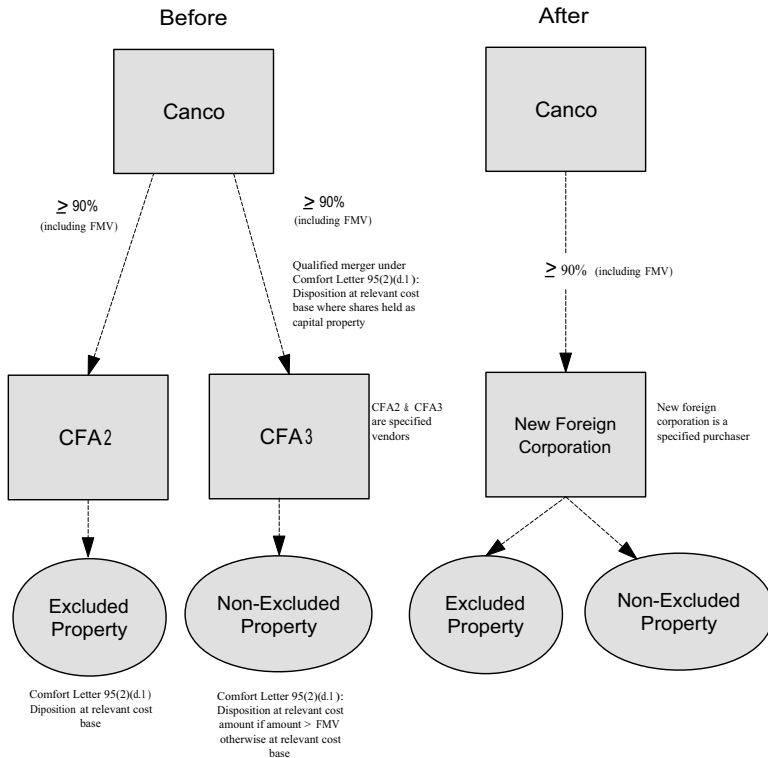 Before
After
Canco
Canco
≥ 90%
(including FMV)
≥ 90%
(including FMV)
Qualified merger under
Comfort Letter 95(2)(d.1):
Disposition at relevant cost
base where shares held as
capital property
≥ 90% (including FMV)
CFA2
CFA3
CFA2 & CFA3
are specified
vendors
New Foreign
Corporation
New foreign
corporation is a
specified purchaser
Excluded
Property
Non-Excluded
Property
Excluded
Property
Non-Excluded
Property
Comfort Letter 95(2)(d.1)
Diposition at relevant cost
base
Comfort Letter 95(2)(d.1):
Disposition at relevant cost
amount if amount > FMV
otherwise at relevant cost
base